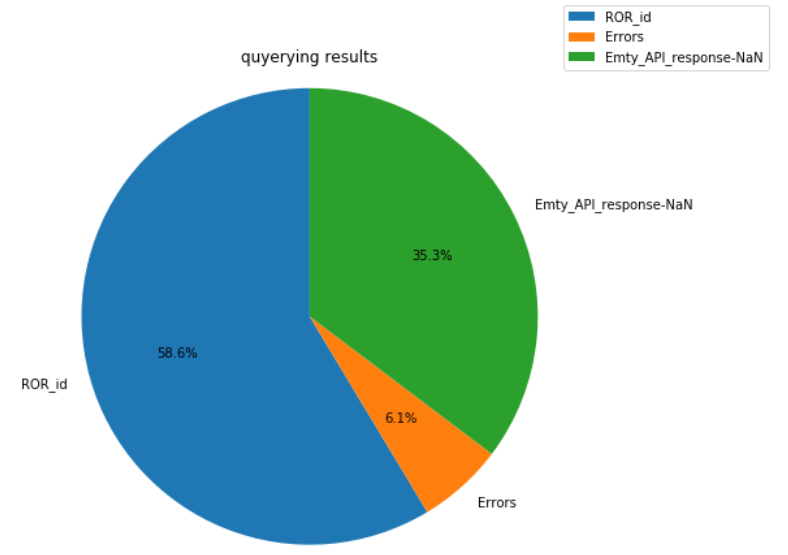 ROR_id
Errors
Emty_API_response-NaN
quyerying results
Emty_API_response-NaN
35.3%
58.6%
ROR_id
6.1%
Errors